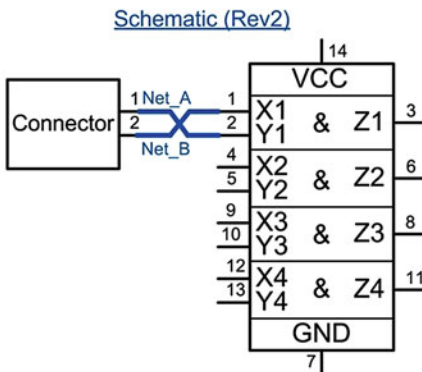 Schematic (Rev2)
14
VCC
Connector
1 Net_A 1 X1 & Z1 3
2 Net_B 2 Y1
4 X2 & Z2 6
5 Y2
9 X3 & Z3 8
10 Y3
12 X4 & Z4 11
13 Y4
GND
7